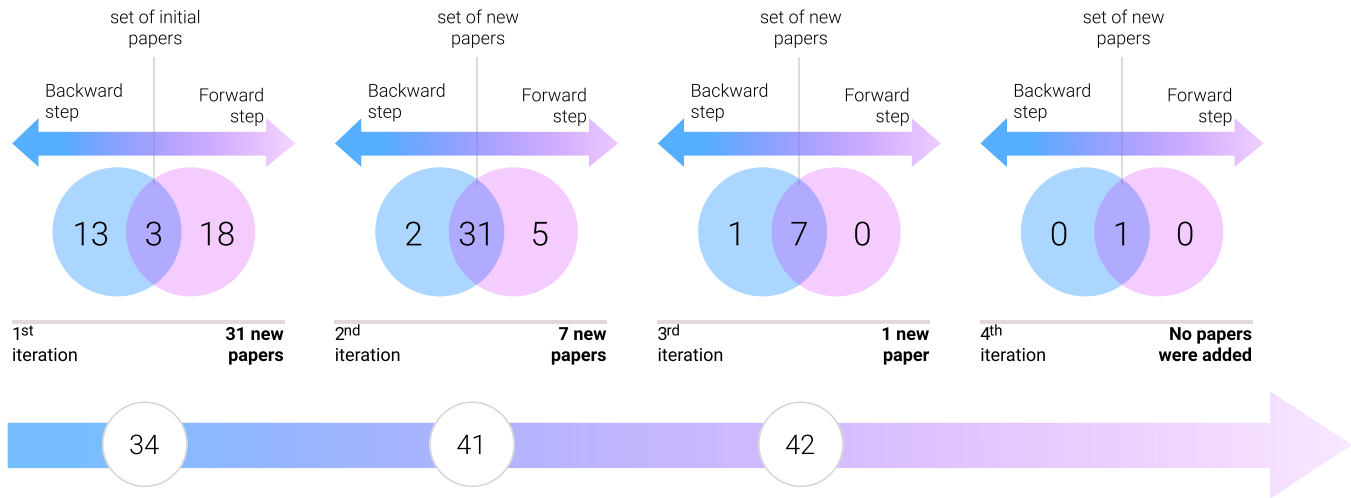 set of initial
papers
Backward
step
Forward
step
13
3
18
1st
iteration
31 new
papers
set of new
papers
Backward
step
Forward
step
2
31
5
2nd
iteration
7 new
papers
set of new
papers
Backward
step
Forward
step
1
7
0
3rd
iteration
1 new
paper
set of new
papers
Backward
step
Forward
step
0
1
0
4th
iteration
No papers
were added
34
41
42